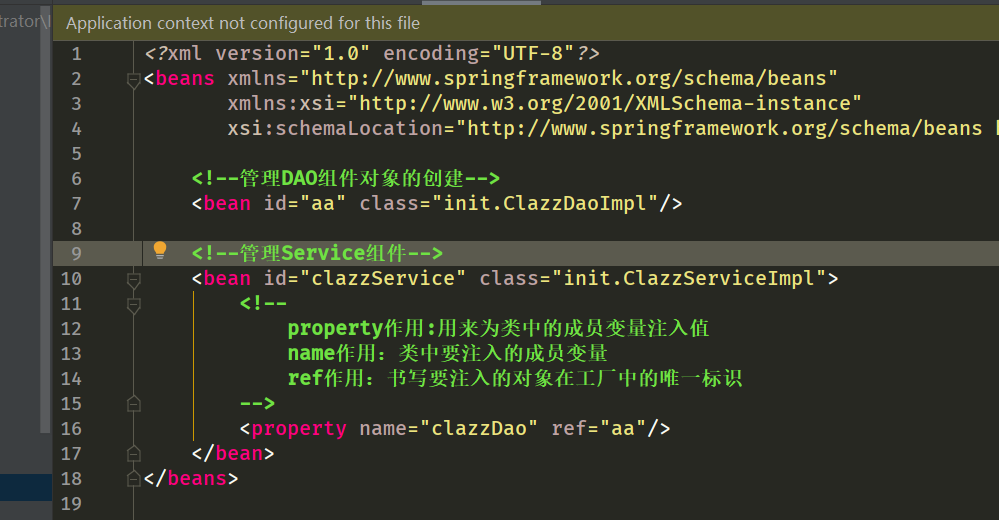 trator\I
Application context not configured for this file
1 <?xml version="1.0" encoding="UTF-8"?>
2 <beans xmlns="http://www.springframework.org/schema/beans"
3 xmlns:xsi="http://www.w3.org/2001/XMLSchema-instance"
4 xsi:schemaLocation="http://www.springframework.org/schema/beans
5
6 <!--管理DAO组件对象的创建-->
7 <bean id="aa" class="init.ClazzDaoImpl"/>
8
9 <!--管理Service组件-->
10 <bean id="clazzService" class="init.ClazzServiceImpl">
11 <!--
12 property作用:用来为类中的成员变量注入值
13 name作用：类中要注入的成员变量
14 ref作用：书写要注入的对象在工厂中的唯一标识
15 -->
16 <property name="clazzDao" ref="aa"/>
17 </bean>
18 </beans>
19